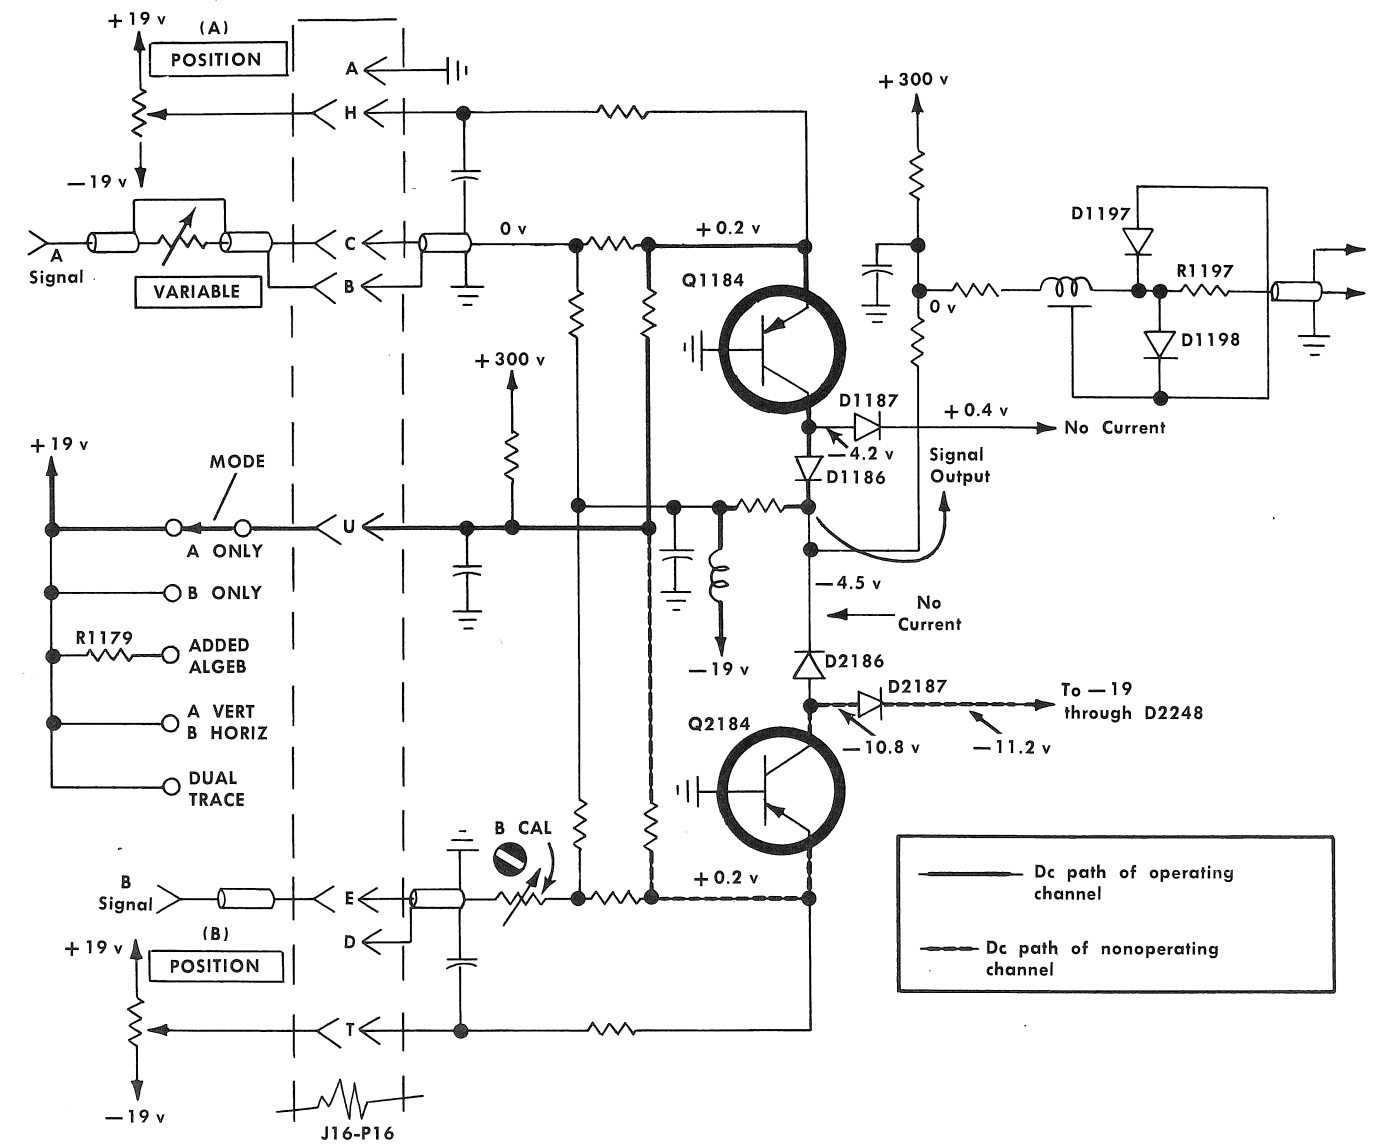 +19 v
(A)
POSITION
A
H
−19 v
A
Signal
VARIABLE
C
B
0 v
+0.2 v
Q1184
+300 v
D1197
R1197
0 v
D1198
+300 v
D1187
+0.4 v
No Current
−4.2 v
D1186
Signal
Output
+19 v
MODE
A ONLY
U
B ONLY
R1179
ADDED
ALGEB
A VERT
B HORIZ
DUAL
TRACE
−19 v
−4.5 v
No
Current
D2186
D2187
To −19
through D2248
−10.8 v
−11.2 v
Q2184
B CAL
+0.2 v
B
Signal
E
D
(B)
POSITION
+19 v
T
−19 v
J16-P16
Dc path of operating
channel
Dc path of nonoperating
channel